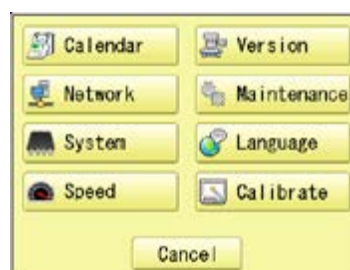 Calendar Version
Network Maintenance
System Language
Speed Calibrate
Cancel